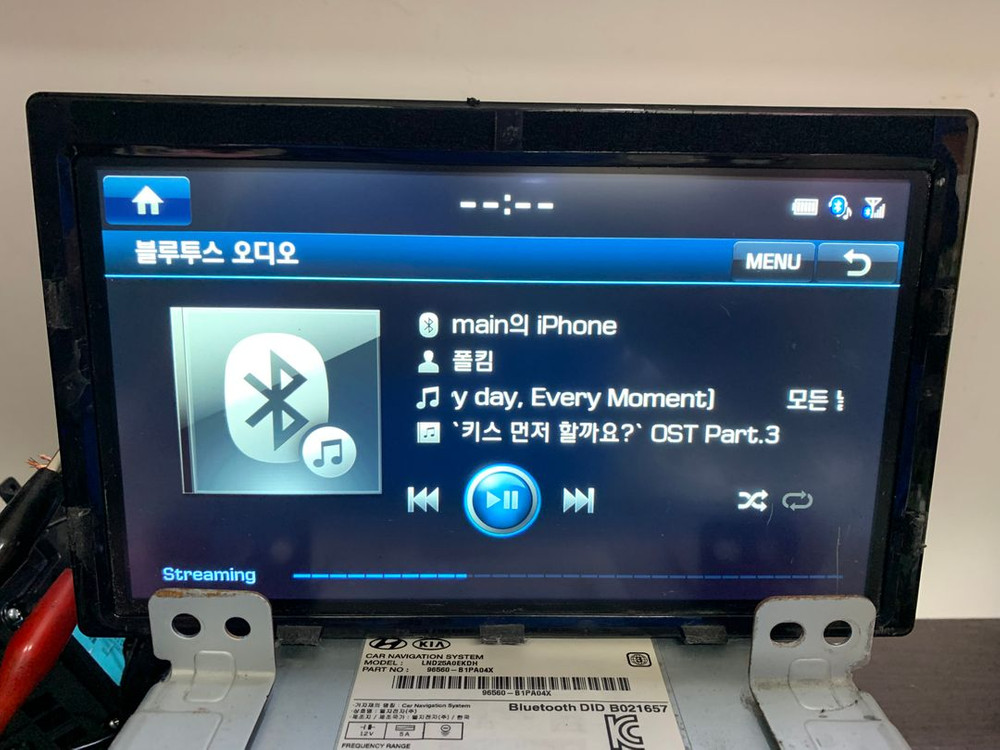 --:--
블루투스 오디오
MENU
main의 iPhone
폴킴
y day, Every Moment) 모든
`키스 먼저 할까요?` OST Part.3
Streaming
KIA
CAR NAVIGATION SYSTEM
MODEL : LND25A0EKDH
PART NO : 96560-B1PA04X
96560-B1PA04X
Bluetooth DID B021657
Car Navigation System
12V 5A
FREQUENCY RANGE